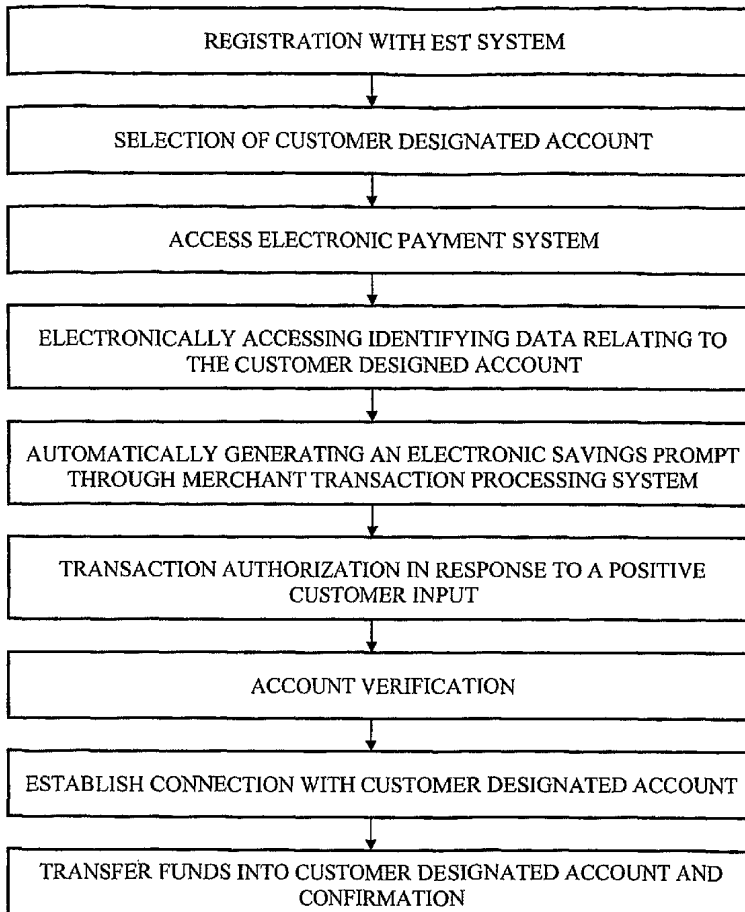 REGISTRATION WITH EST SYSTEM
SELECTION OF CUSTOMER DESIGNATED ACCOUNT
ACCESS ELECTRONIC PAYMENT SYSTEM
ELECTRONICALLY ACCESSING IDENTIFYING DATA RELATING TO
THE CUSTOMER DESIGNED ACCOUNT
AUTOMATICALLY GENERATING AN ELECTRONIC SAVINGS PROMPT
THROUGH MERCHANT TRANSACTION PROCESSING SYSTEM
TRANSACTION AUTHORIZATION IN RESPONSE TO A POSITIVE
CUSTOMER INPUT
ACCOUNT VERIFICATION
ESTABLISH CONNECTION WITH CUSTOMER DESIGNATED ACCOUNT
TRANSFER FUNDS INTO CUSTOMER DESIGNATED ACCOUNT AND
CONFIRMATION